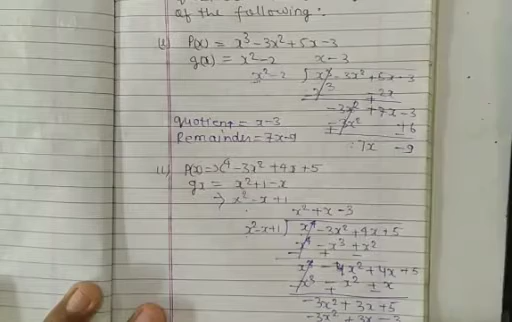 of the following:
(i) P(x) = x³ - 3x² + 5x - 3
g(x) = x² - 2
x - 3
x² - 2 ) x³ - 3x² + 5x - 3
- 2x
+
- 3x² + 7x - 3
- 3x² + 6
+
quotient = x - 3
Remainder = 7x - 9
7x - 9
ii) P(x) = x⁴ - 3x² + 4x + 5
gx = x² + 1 - x
→ x² - x + 1
x² + x - 3
x² - x + 1 ) x⁴ - 3x² + 4x + 5
x⁴ - x³ + x²
- + -
x³ - 4x² + 4x + 5
x³ - x² + x
- + -
- 3x² + 3x + 5
- 3x² + 3x - 3